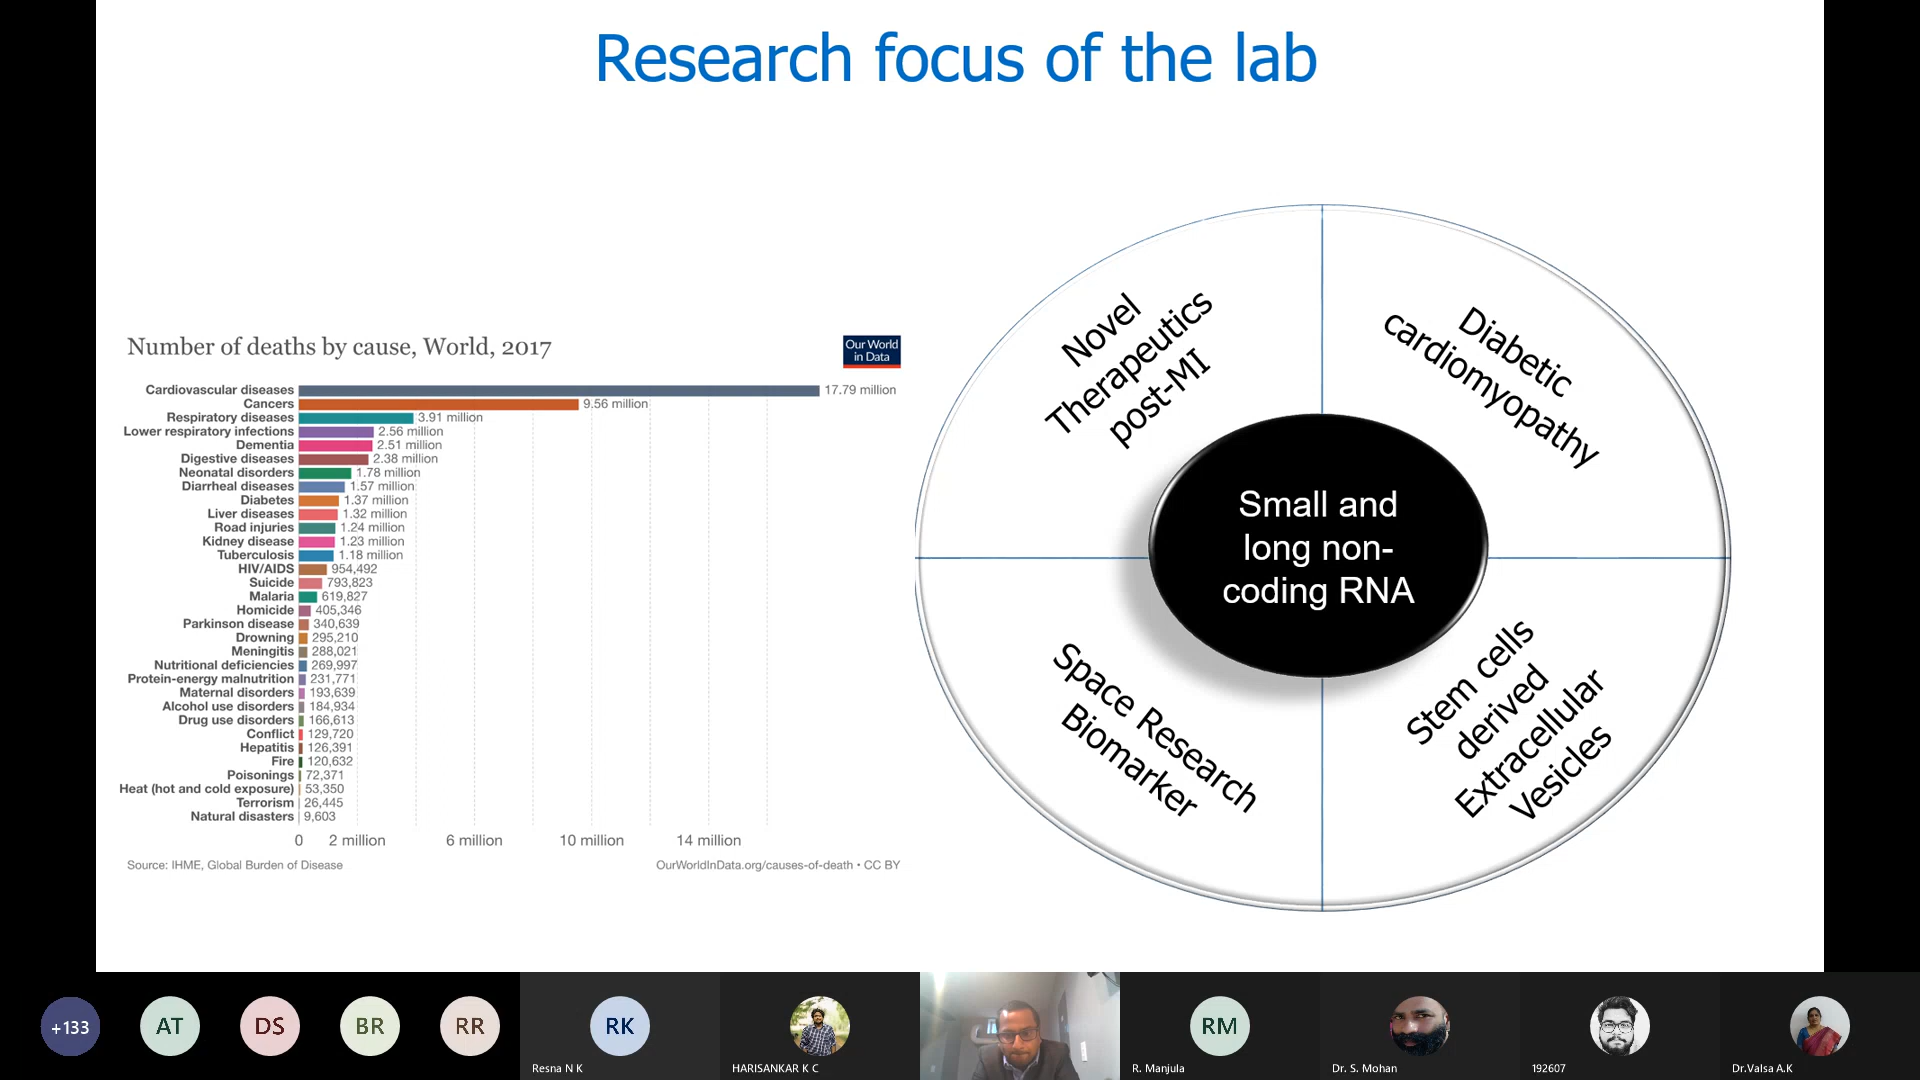 Research focus of the lab
Number of deaths by cause, World, 2017
Our World
in Data
Cardiovascular diseases 17.79 million
Cancers 9.56 million
Respiratory diseases 3.91 million
Lower respiratory infections 2.56 million
Dementia 2.51 million
Digestive diseases 2.38 million
Neonatal disorders 1.78 million
Diarrheal diseases 1.57 million
Diabetes 1.37 million
Liver diseases 1.32 million
Road injuries 1.24 million
Kidney disease 1.23 million
Tuberculosis 1.18 million
HIV/AIDS 954,492
Suicide 793,823
Malaria 619,827
Homicide 405,346
Parkinson disease 340,639
Drowning 295,210
Meningitis 288,021
Nutritional deficiencies 269,997
Protein-energy malnutrition 231,771
Maternal disorders 193,639
Alcohol use disorders 184,934
Drug use disorders 166,613
Conflict 129,720
Hepatitis 126,391
Fire 120,632
Poisonings 72,371
Heat (hot and cold exposure) 53,350
Terrorism 26,445
Natural disasters 9,603
0 2 million 6 million 10 million 14 million
Source: IHME, Global Burden of Disease
OurWorldInData.org/causes-of-death • CC BY
Novel
Therapeutics
post-MI
Diabetic
cardiomyopathy
Small and
long non-
coding RNA
Space Research
Biomarker
Stem cells
derived
Extracellular
Vesicles
+133
AT
DS
BR
RR
RK
Resna N K
HARISANKAR K C
RM
R. Manjula
Dr. S. Mohan
192607
Dr.Valsa A.K